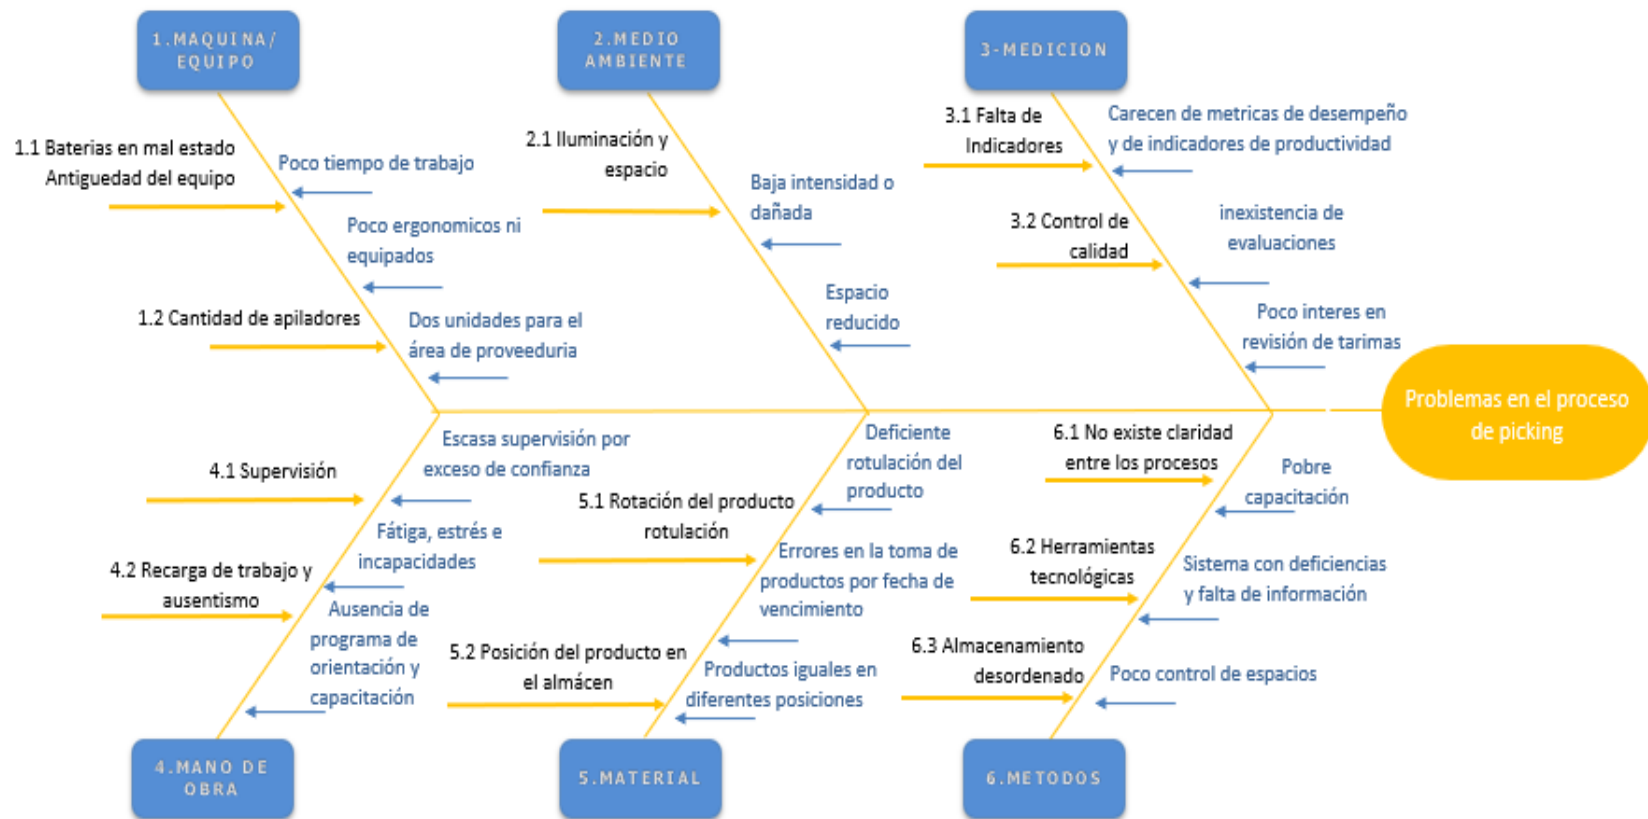 1.MAQUINA/
EQUIPO
2.MEDIO
AMBIENTE
3-MEDICION
1.1 Baterias en mal estado
Antiguedad del equipo
Poco tiempo de trabajo
Poco ergonomicos ni
equipados
1.2 Cantidad de apiladores
Dos unidades para el
área de proveeduria
2.1 Iluminación y
espacio
Baja intensidad o
dañada
Espacio
reducido
3.1 Falta de
Indicadores
Carecen de metricas de desempeño
y de indicadores de productividad
3.2 Control de
calidad
inexistencia de
evaluaciones
Poco interes en
revisión de tarimas
Problemas en el proceso
de picking
4.1 Supervisión
Escasa supervisión por
exceso de confianza
Fátiga, estrés e
incapacidades
4.2 Recarga de trabajo y
ausentismo
Ausencia de
programa de
orientación y
capacitación
Deficiente
rotulación del
producto
5.1 Rotación del producto
rotulación
Errores en la toma de
productos por fecha de
vencimiento
5.2 Posición del producto en
el almácen
Productos iguales en
diferentes posiciones
6.1 No existe claridad
entre los procesos
Pobre
capacitación
6.2 Herramientas
tecnológicas
Sistema con deficiencias
y falta de información
6.3 Almacenamiento
desordenado
Poco control de espacios
4.MANO DE
OBRA
5.MATERIAL
6.METODOS